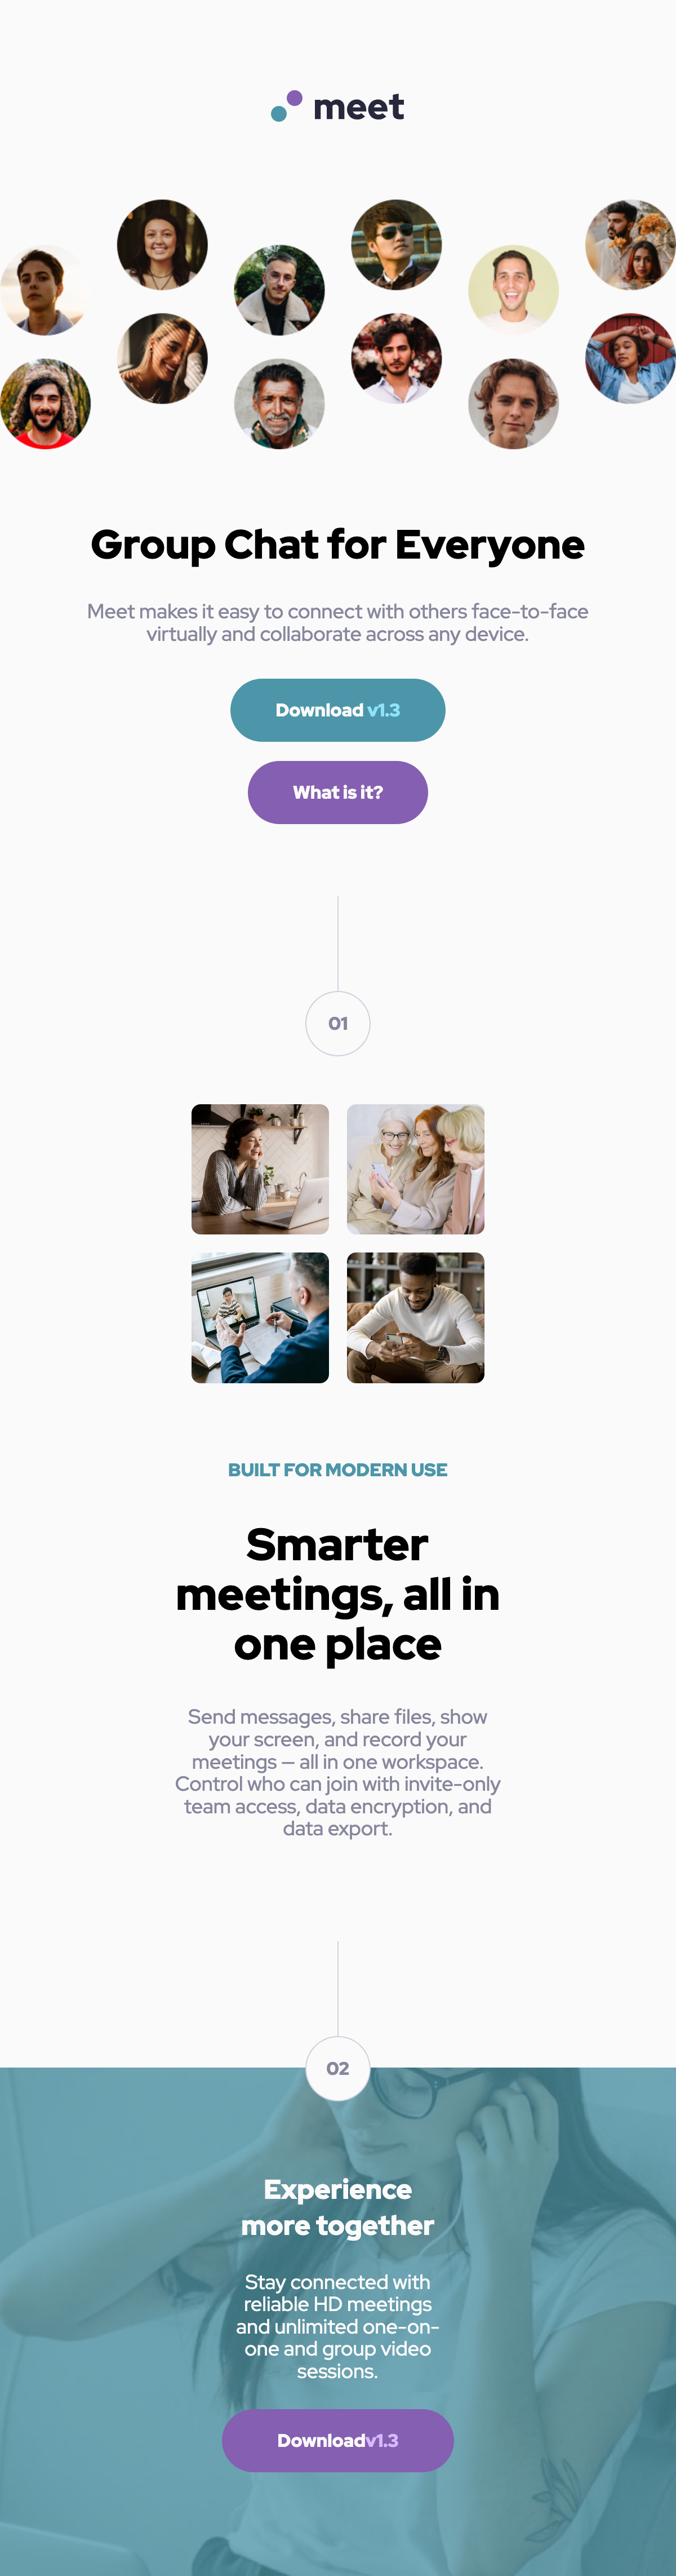 meet
Group Chat for Everyone
Meet makes it easy to connect with others face-to-face
virtually and collaborate across any device.
Download v1.3
What is it?
01
BUILT FOR MODERN USE
Smarter
meetings, all in
one place
Send messages, share files, show
your screen, and record your
meetings — all in one workspace.
Control who can join with invite-only
team access, data encryption, and
data export.
02
Experience
more together
Stay connected with
reliable HD meetings
and unlimited one-on-
one and group video
sessions.
Downloadv1.3